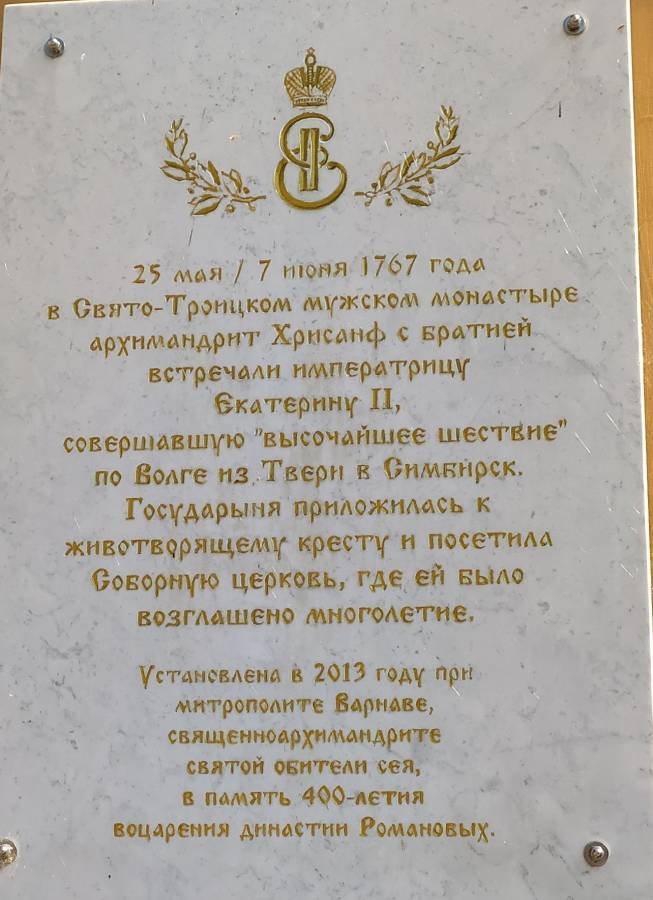 ЕII
25 мая / 7 июня 1767 года
в Свято-Троицком мужском монастыре
архимандрит Хрисанф с братией
встречали императрицу
Екатерину II,
совершавшую "высочайшее шествие"
по Волге из Твери в Симбирск.
Государыня приложилась к
животворящему кресту и посетила
Соборную церковь, где ей было
возглашено многолетие.
Установлена в 2013 году при
митрополите Варнаве,
священноархимандрите
святой обители сея,
в память 400-летия
воцарения династии Романовых.